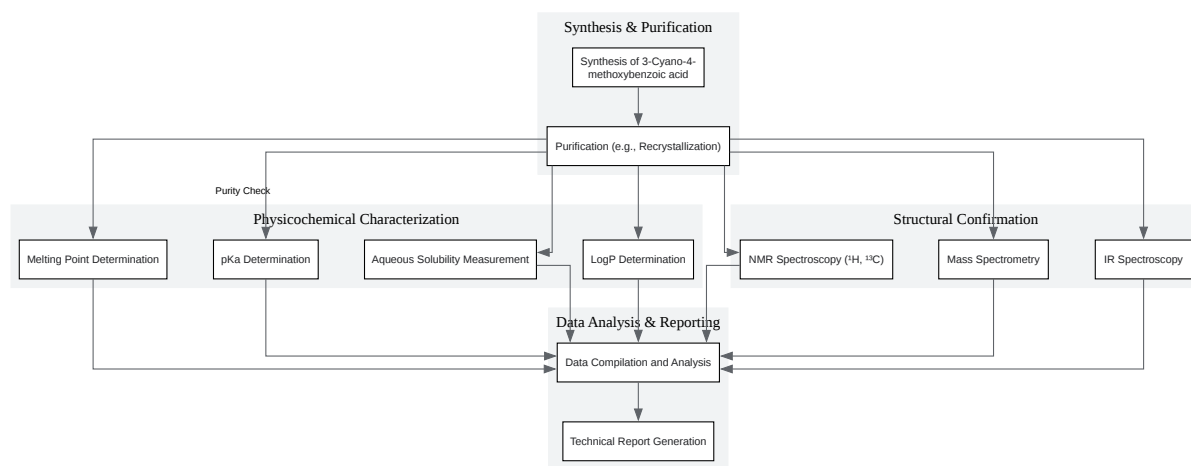 Synthesis & Purification
Synthesis of 3-Cyano-4-
methoxybenzoic acid
Purification (e.g., Recrystallization)
Purity Check
Physicochemical Characterization
Structural Confirmation
Melting Point Determination
pKa Determination
Aqueous Solubility Measurement
LogP Determination
NMR Spectroscopy (¹H, ¹³C)
Mass Spectrometry
IR Spectroscopy
Data Analysis & Reporting
Data Compilation and Analysis
Technical Report Generation